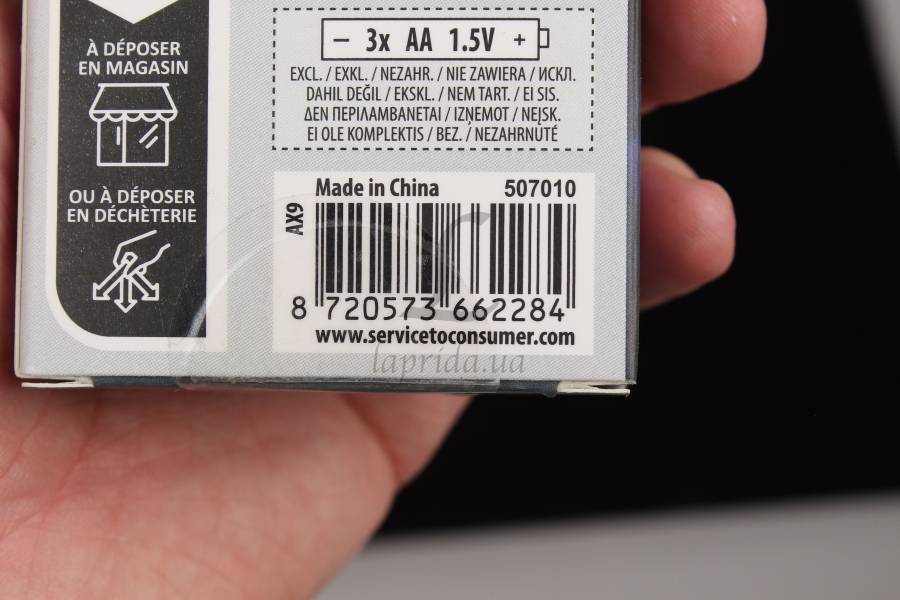 À DÉPOSER
EN MAGASIN
OU À DÉPOSER
EN DÉCHÈTERIE
– 3x AA 1.5V +
EXCL. / EXKL. / NEZAHR. / NIE ZAWIERA / ИСКЛ.
DAHIL DEĞIL / EKSKL. / NEM TART. / EI SIS.
ΔΕΝ ΠΕΡΙΛΑΜΒΑΝΕΤΑΙ / IZŅEMOT / NEĮSK.
EI OLE KOMPLEKTIS / BEZ. / NEZAHRNUTÉ
Made in China 507010
AX9
8 720573 662284
www.servicetoconsumer.com
laprida.ua